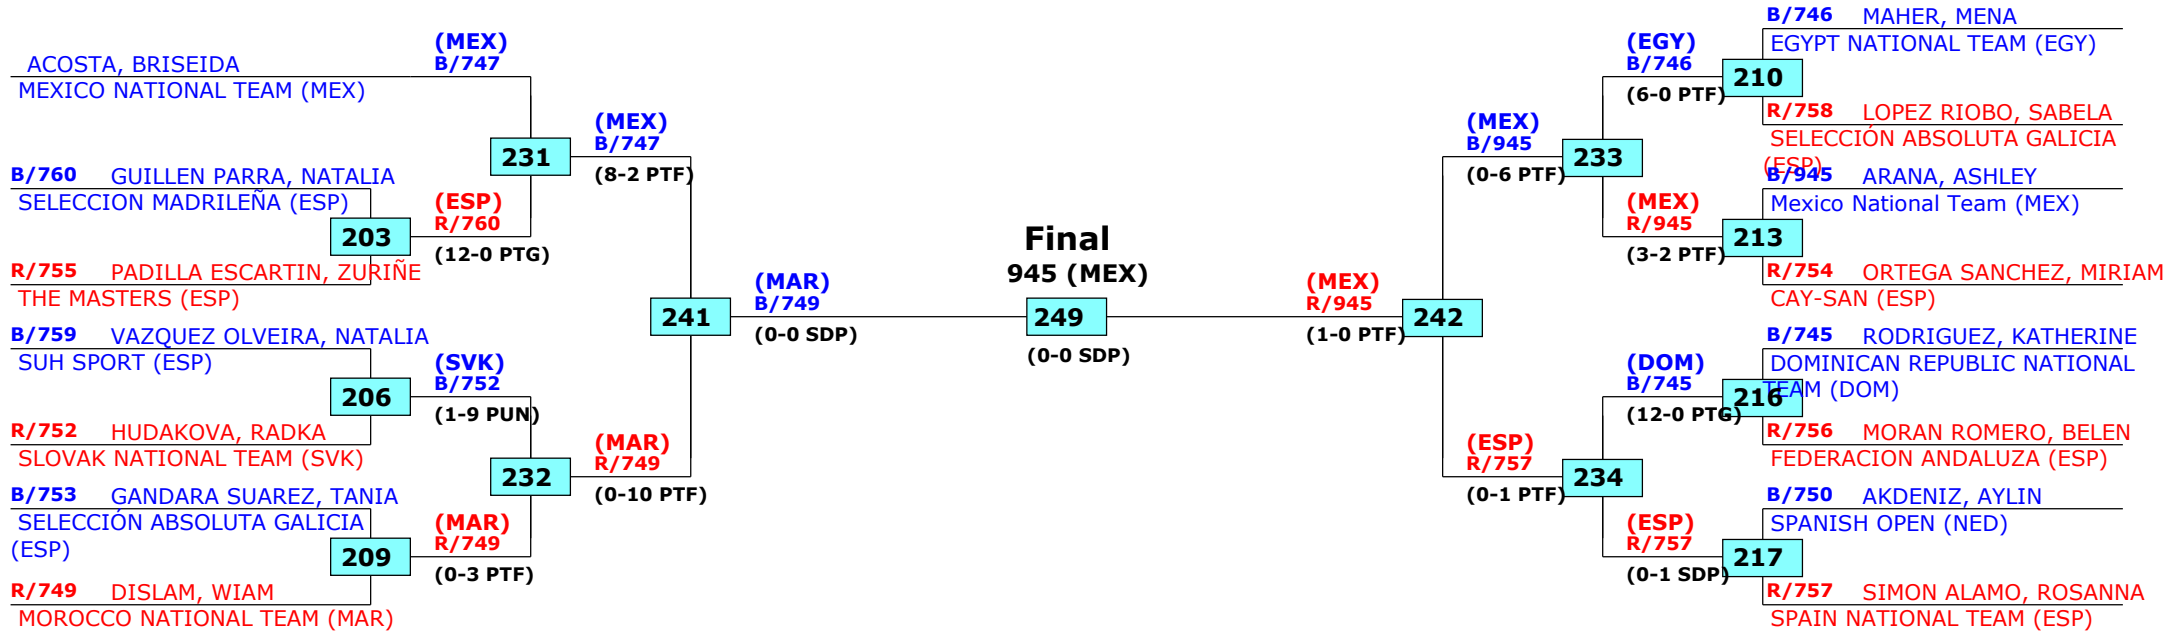 (MEX)
B/747
ACOSTA, BRISEIDA
MEXICO NATIONAL TEAM (MEX)
231
(MEX)
B/747
(8-2 PTF)
B/760 GUILLEN PARRA, NATALIA
SELECCION MADRILEÑA (ESP)
(ESP)
R/760
203
(12-0 PTG)
R/755 PADILLA ESCARTIN, ZURIÑE
THE MASTERS (ESP)
241
(MAR)
B/749
(0-0 SDP)
B/759 VAZQUEZ OLVEIRA, NATALIA
SUH SPORT (ESP)
(SVK)
B/752
206
(1-9 PUN)
R/752 HUDAKOVA, RADKA
SLOVAK NATIONAL TEAM (SVK)
232
(MAR)
R/749
(0-10 PTF)
B/753 GANDARA SUAREZ, TANIA
SELECCIÓN ABSOLUTA GALICIA
(ESP)
(MAR)
R/749
209
(0-3 PTF)
R/749 DISLAM, WIAM
MOROCCO NATIONAL TEAM (MAR)
Final
945 (MEX)
249
(0-0 SDP)
(MEX)
R/945
242
(1-0 PTF)
(MEX)
B/945
233
(0-6 PTF)
(EGY)
B/746
210
(6-0 PTF)
B/746 MAHER, MENA
EGYPT NATIONAL TEAM (EGY)
R/758 LOPEZ RIOBO, SABELA
SELECCIÓN ABSOLUTA GALICIA
(ESP)
B/945 ARANA, ASHLEY
Mexico National Team (MEX)
(MEX)
R/945
213
(3-2 PTF)
R/754 ORTEGA SANCHEZ, MIRIAM
CAY-SAN (ESP)
B/745 RODRIGUEZ, KATHERINE
DOMINICAN REPUBLIC NATIONAL
TEAM (DOM)
(DOM)
B/745
216
(12-0 PTG)
R/756 MORAN ROMERO, BELEN
FEDERACION ANDALUZA (ESP)
(ESP)
R/757
234
(0-1 PTF)
B/750 AKDENIZ, AYLIN
SPANISH OPEN (NED)
(ESP)
R/757
217
(0-1 SDP)
R/757 SIMON ALAMO, ROSANNA
SPAIN NATIONAL TEAM (ESP)